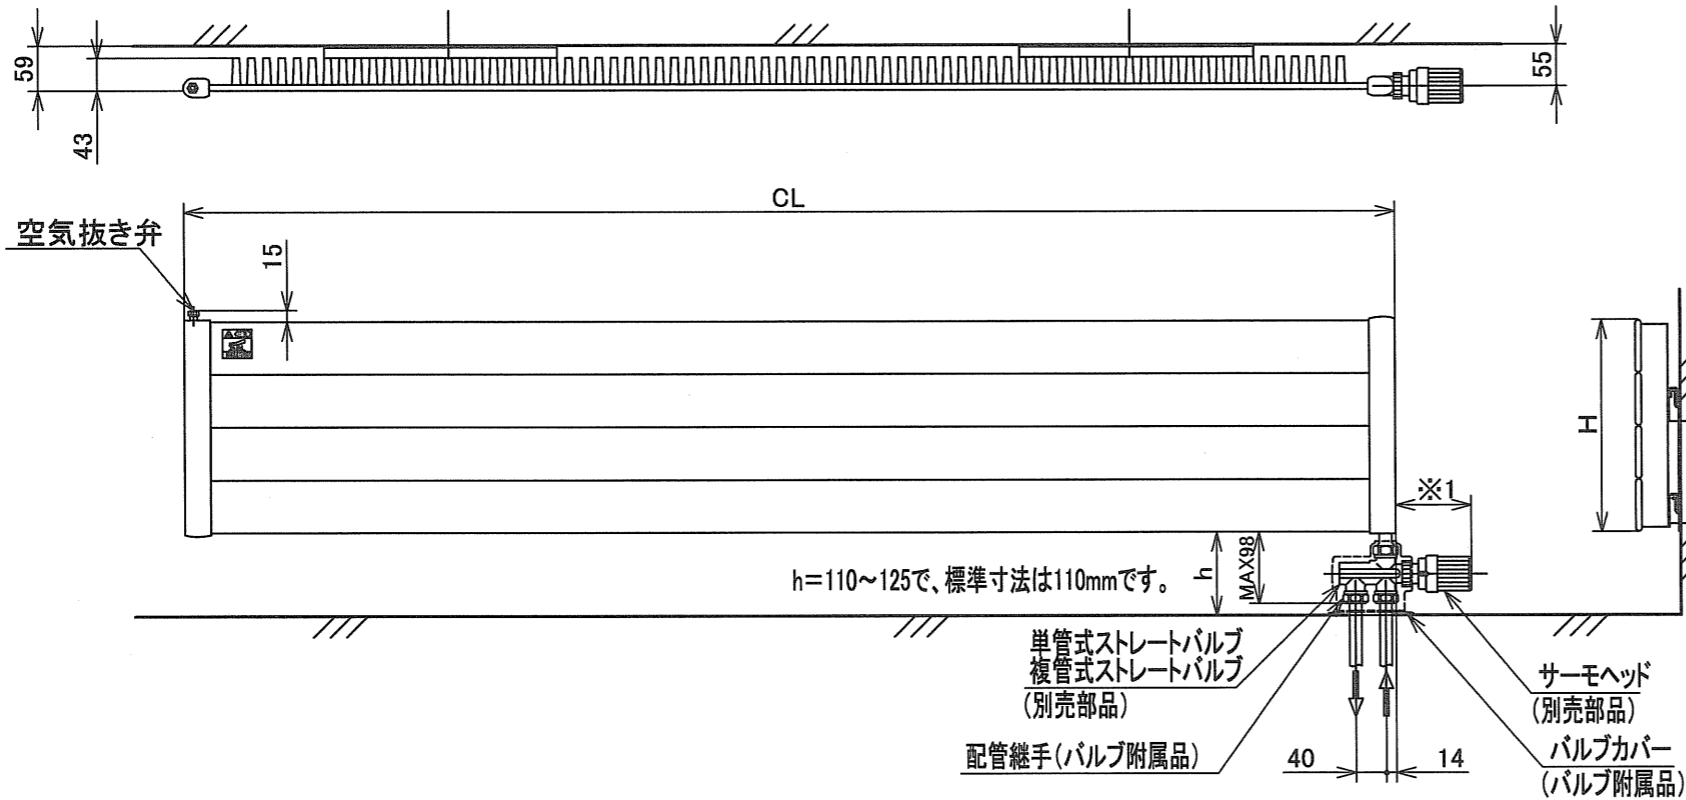 59
43
55
CL
空気抜き弁
15
H
※1
h
MAX98
h=110～125で、標準寸法は110mmです。
単管式ストレートバルブ
複管式ストレートバルブ
(別売部品)
サーモヘッド
(別売部品)
配管継手(バルブ附属品)
40
14
バルブカバー
(バルブ附属品)